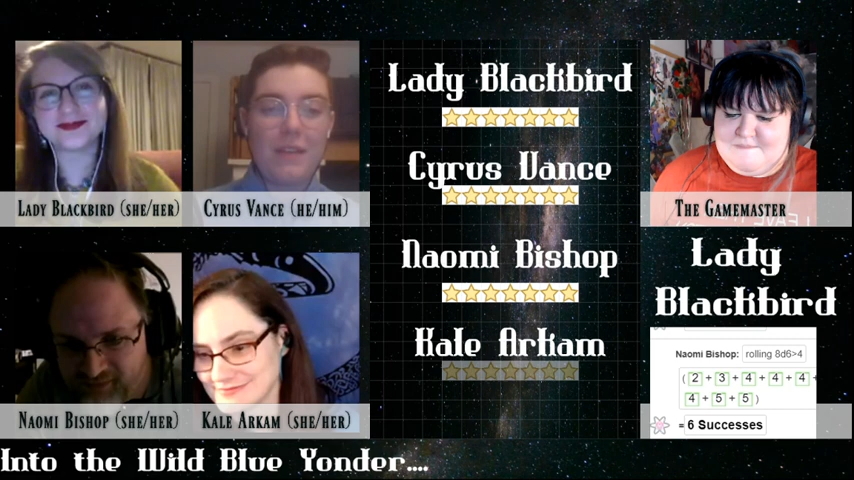 LADY BLACKBIRD (SHE/HER)
CYRUS VANCE (HE/HIM)
Lady Blackbird
Cyrus Vance
Naomi Bishop
Kale Arkam
THE GAMEMASTER
NAOMI BISHOP (SHE/HER)
KALE ARKAM (SHE/HER)
Lady
Blackbird
Naomi Bishop: rolling 8d6>4
( 2 + 3 + 4 + 4 + 4 +
4 + 5 + 5 )
= 6 Successes
Into the Wild Blue Yonder....